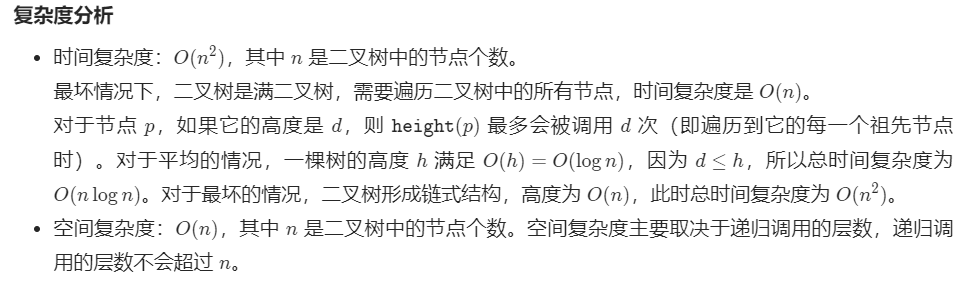 复杂度分析
• 时间复杂度：O(n²)，其中 n 是二叉树中的节点个数。
最坏情况下，二叉树是满二叉树，需要遍历二叉树中的所有节点，时间复杂度是 O(n)。
对于节点 p，如果它的高度是 d，则 height(p) 最多会被调用 d 次（即遍历到它的每一个祖先节点
时）。对于平均的情况，一棵树的高度 h 满足 O(h) = O(log n)，因为 d ≤ h，所以总时间复杂度为
O(n log n)。对于最坏的情况，二叉树形成链式结构，高度为 O(n)，此时总时间复杂度为 O(n²)。
• 空间复杂度：O(n)，其中 n 是二叉树中的节点个数。空间复杂度主要取决于递归调用的层数，递归调
用的层数不会超过 n。